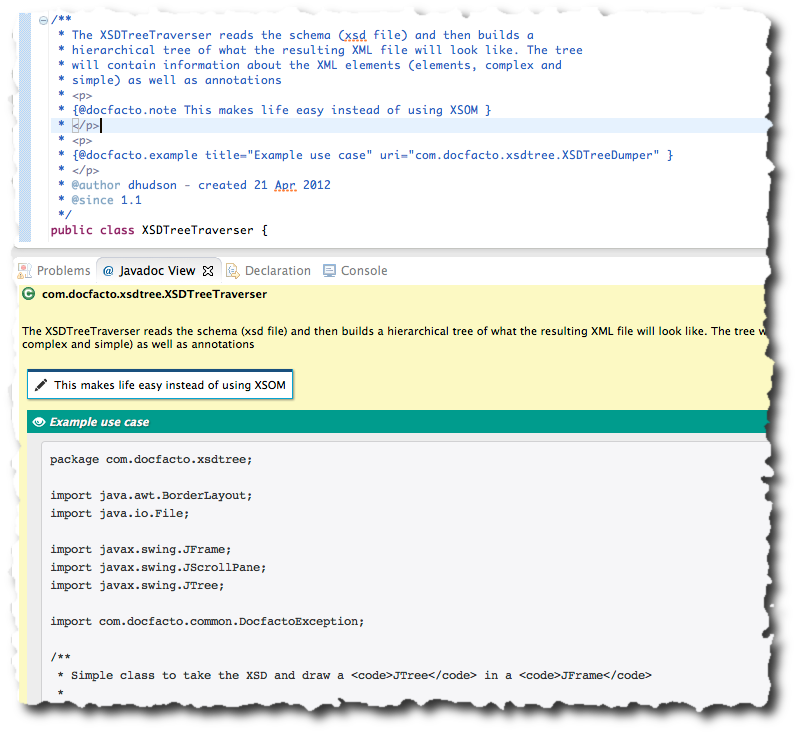 /**
* The XSDTreeTraverser reads the schema (xsd file) and then builds a
* hierarchical tree of what the resulting XML file will look like. The tree
* will contain information about the XML elements (elements, complex and
* simple) as well as annotations
* <p>
* {@docfacto.note This makes life easy instead of using XSOM }
* </p>
* <p>
* {@docfacto.example title="Example use case" uri="com.docfacto.xsdtree.XSDTreeDumper" }
* </p>
* @author dhudson - created 21 Apr 2012
* @since 1.1
*/
public class XSDTreeTraverser {
Problems @ Javadoc View Declaration Console
C com.docfacto.xsdtree.XSDTreeTraverser
The XSDTreeTraverser reads the schema (xsd file) and then builds a hierarchical tree of what the resulting XML file will look like. The tree
complex and simple) as well as annotations
This makes life easy instead of using XSOM
Example use case
package com.docfacto.xsdtree;
import java.awt.BorderLayout;
import java.io.File;
import javax.swing.JFrame;
import javax.swing.JScrollPane;
import javax.swing.JTree;
import com.docfacto.common.DocfactoException;
/**
* Simple class to take the XSD and draw a <code>JTree</code> in a <code>JFrame</code>
*